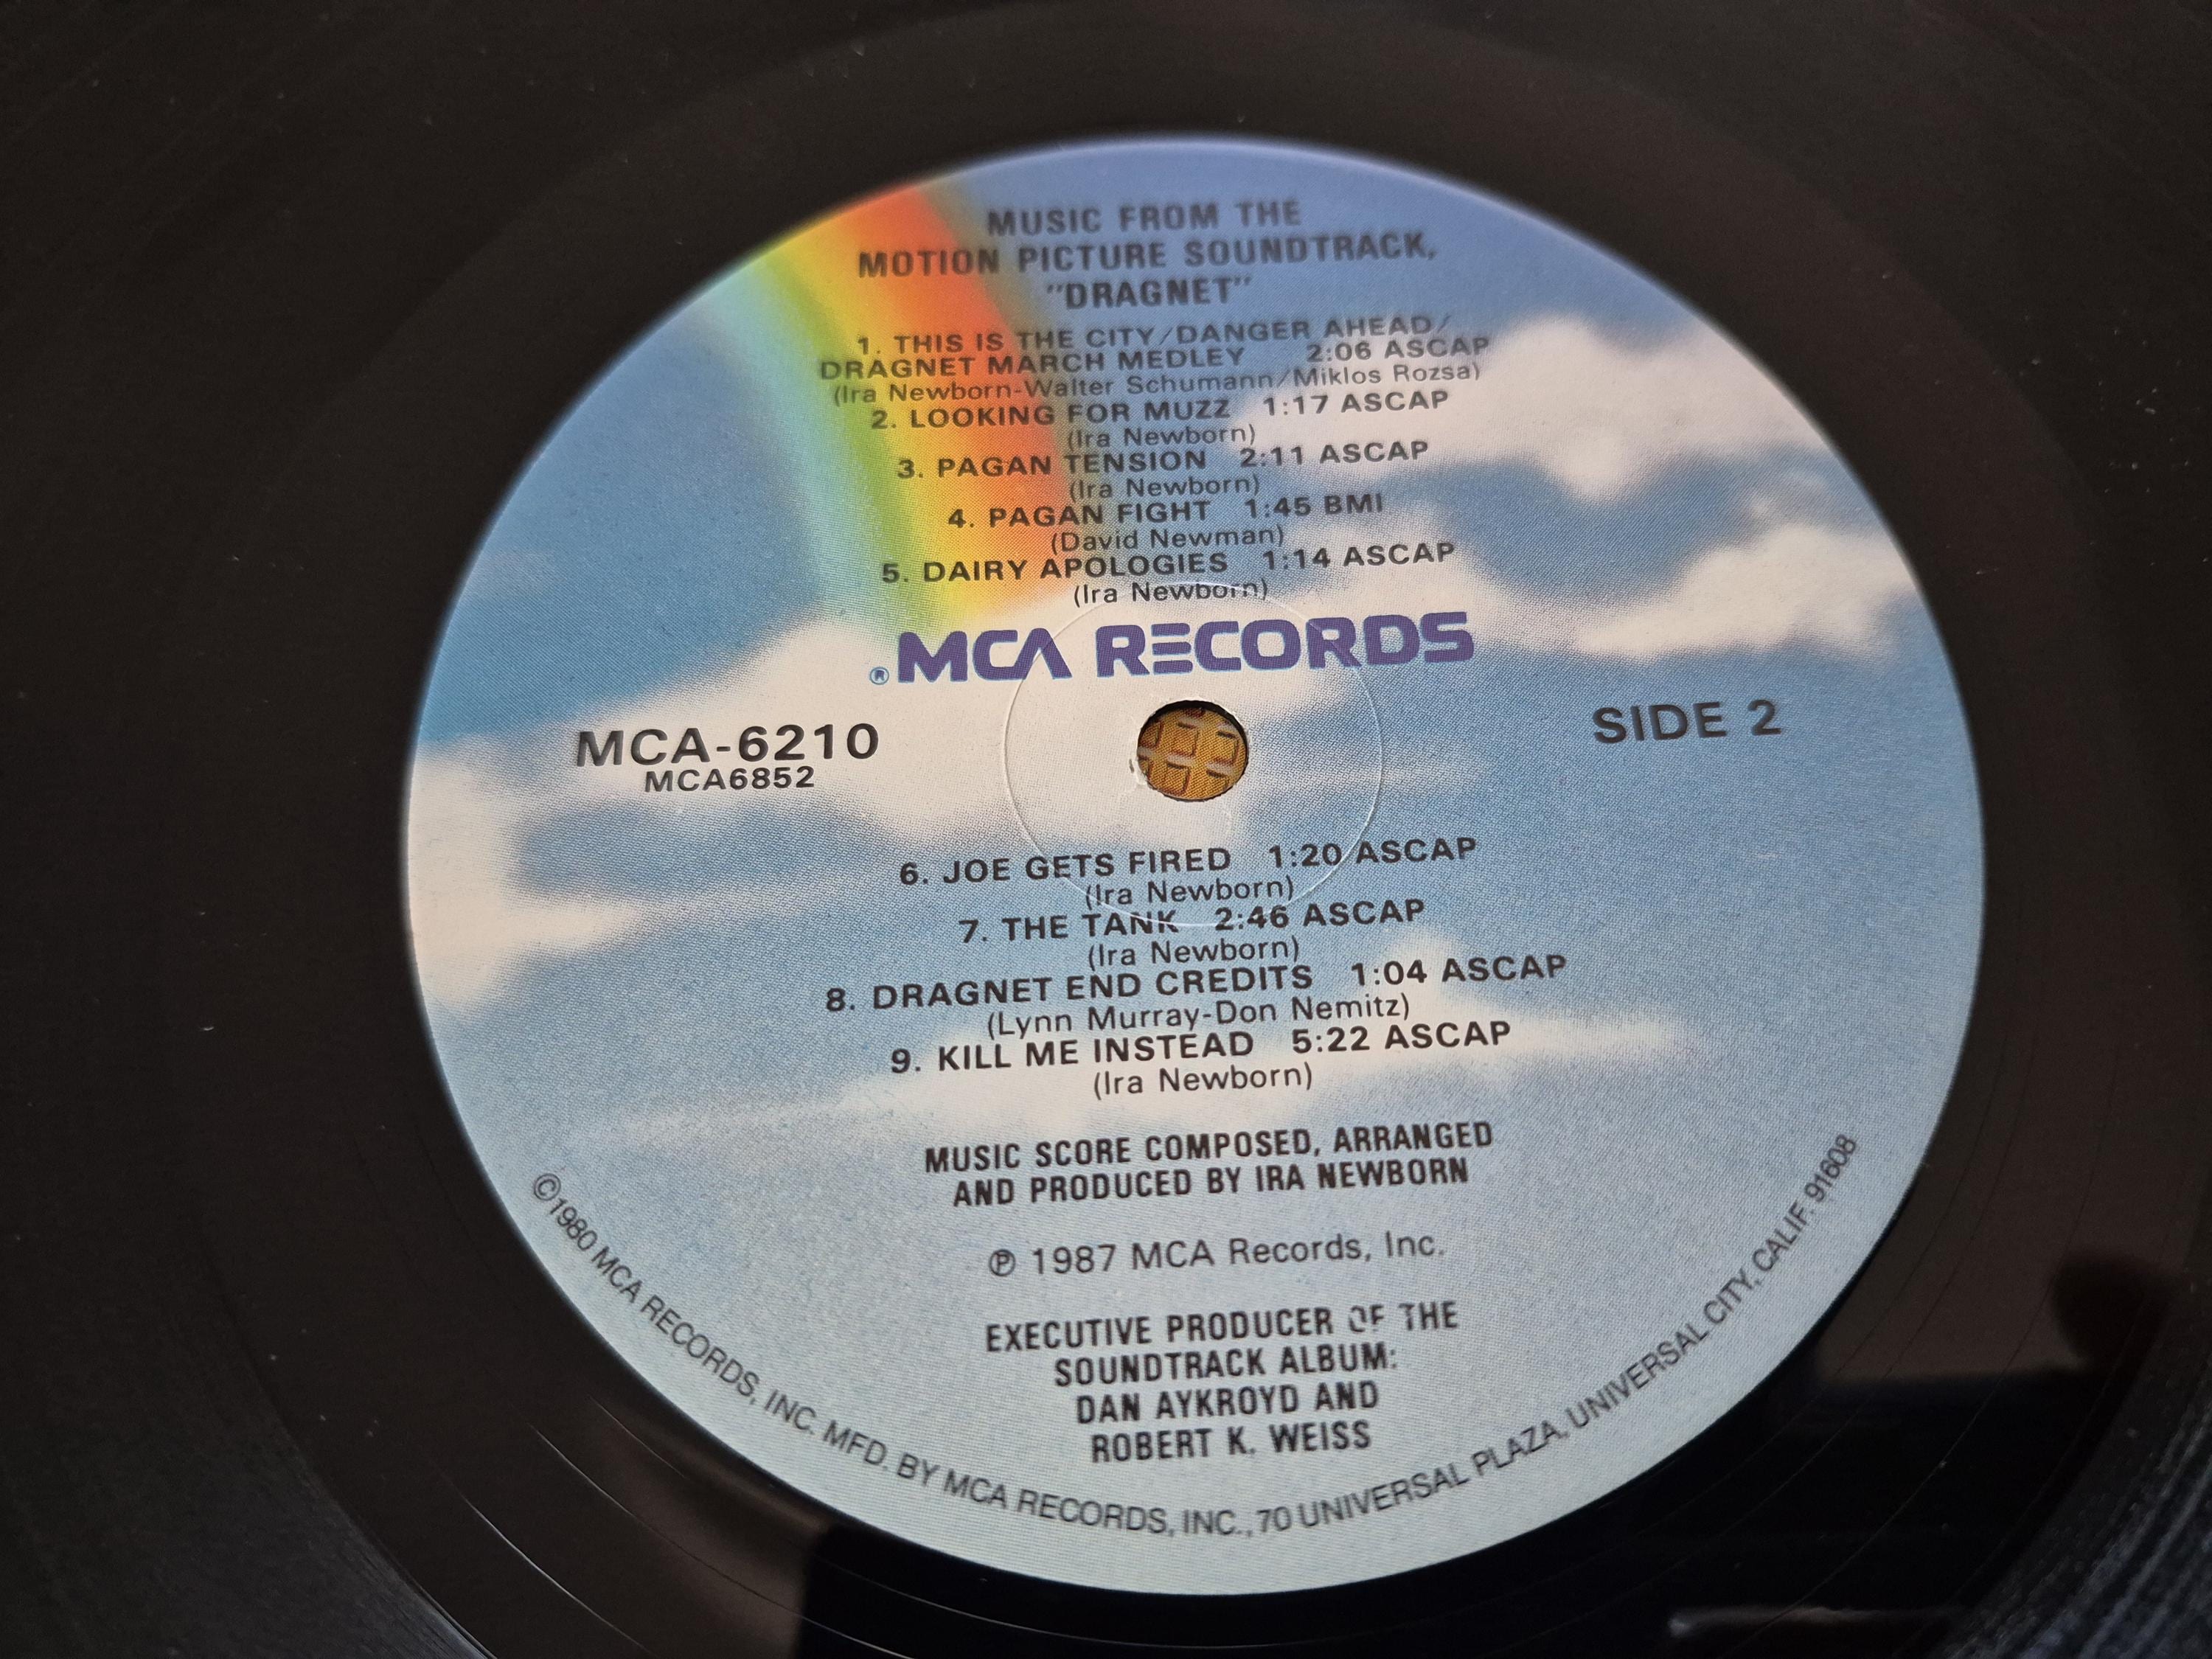 MUSIC FROM THE
MOTION PICTURE SOUNDTRACK,
"DRAGNET"
1. THIS IS THE CITY/DANGER AHEAD/
DRAGNET MARCH MEDLEY 2:06 ASCAP
(Ira Newborn-Walter Schumann/Miklos Rozsa)
2. LOOKING FOR MUZZ 1:17 ASCAP
(Ira Newborn)
3. PAGAN TENSION 2:11 ASCAP
(Ira Newborn)
4. PAGAN FIGHT 1:45 BMI
(David Newman)
5. DAIRY APOLOGIES 1:14 ASCAP
(Ira Newborn)
® MCA RECORDS
MCA-6210
MCA6852
SIDE 2
6. JOE GETS FIRED 1:20 ASCAP
(Ira Newborn)
7. THE TANK 2:46 ASCAP
(Ira Newborn)
8. DRAGNET END CREDITS 1:04 ASCAP
(Lynn Murray-Don Nemitz)
9. KILL ME INSTEAD 5:22 ASCAP
(Ira Newborn)
MUSIC SCORE COMPOSED, ARRANGED
AND PRODUCED BY IRA NEWBORN
℗ 1987 MCA Records, Inc.
EXECUTIVE PRODUCER OF THE
SOUNDTRACK ALBUM:
DAN AYKROYD AND
ROBERT K. WEISS
©1980 MCA RECORDS, INC. MFD. BY MCA RECORDS, INC., 70 UNIVERSAL PLAZA, UNIVERSAL CITY, CALIF. 91608